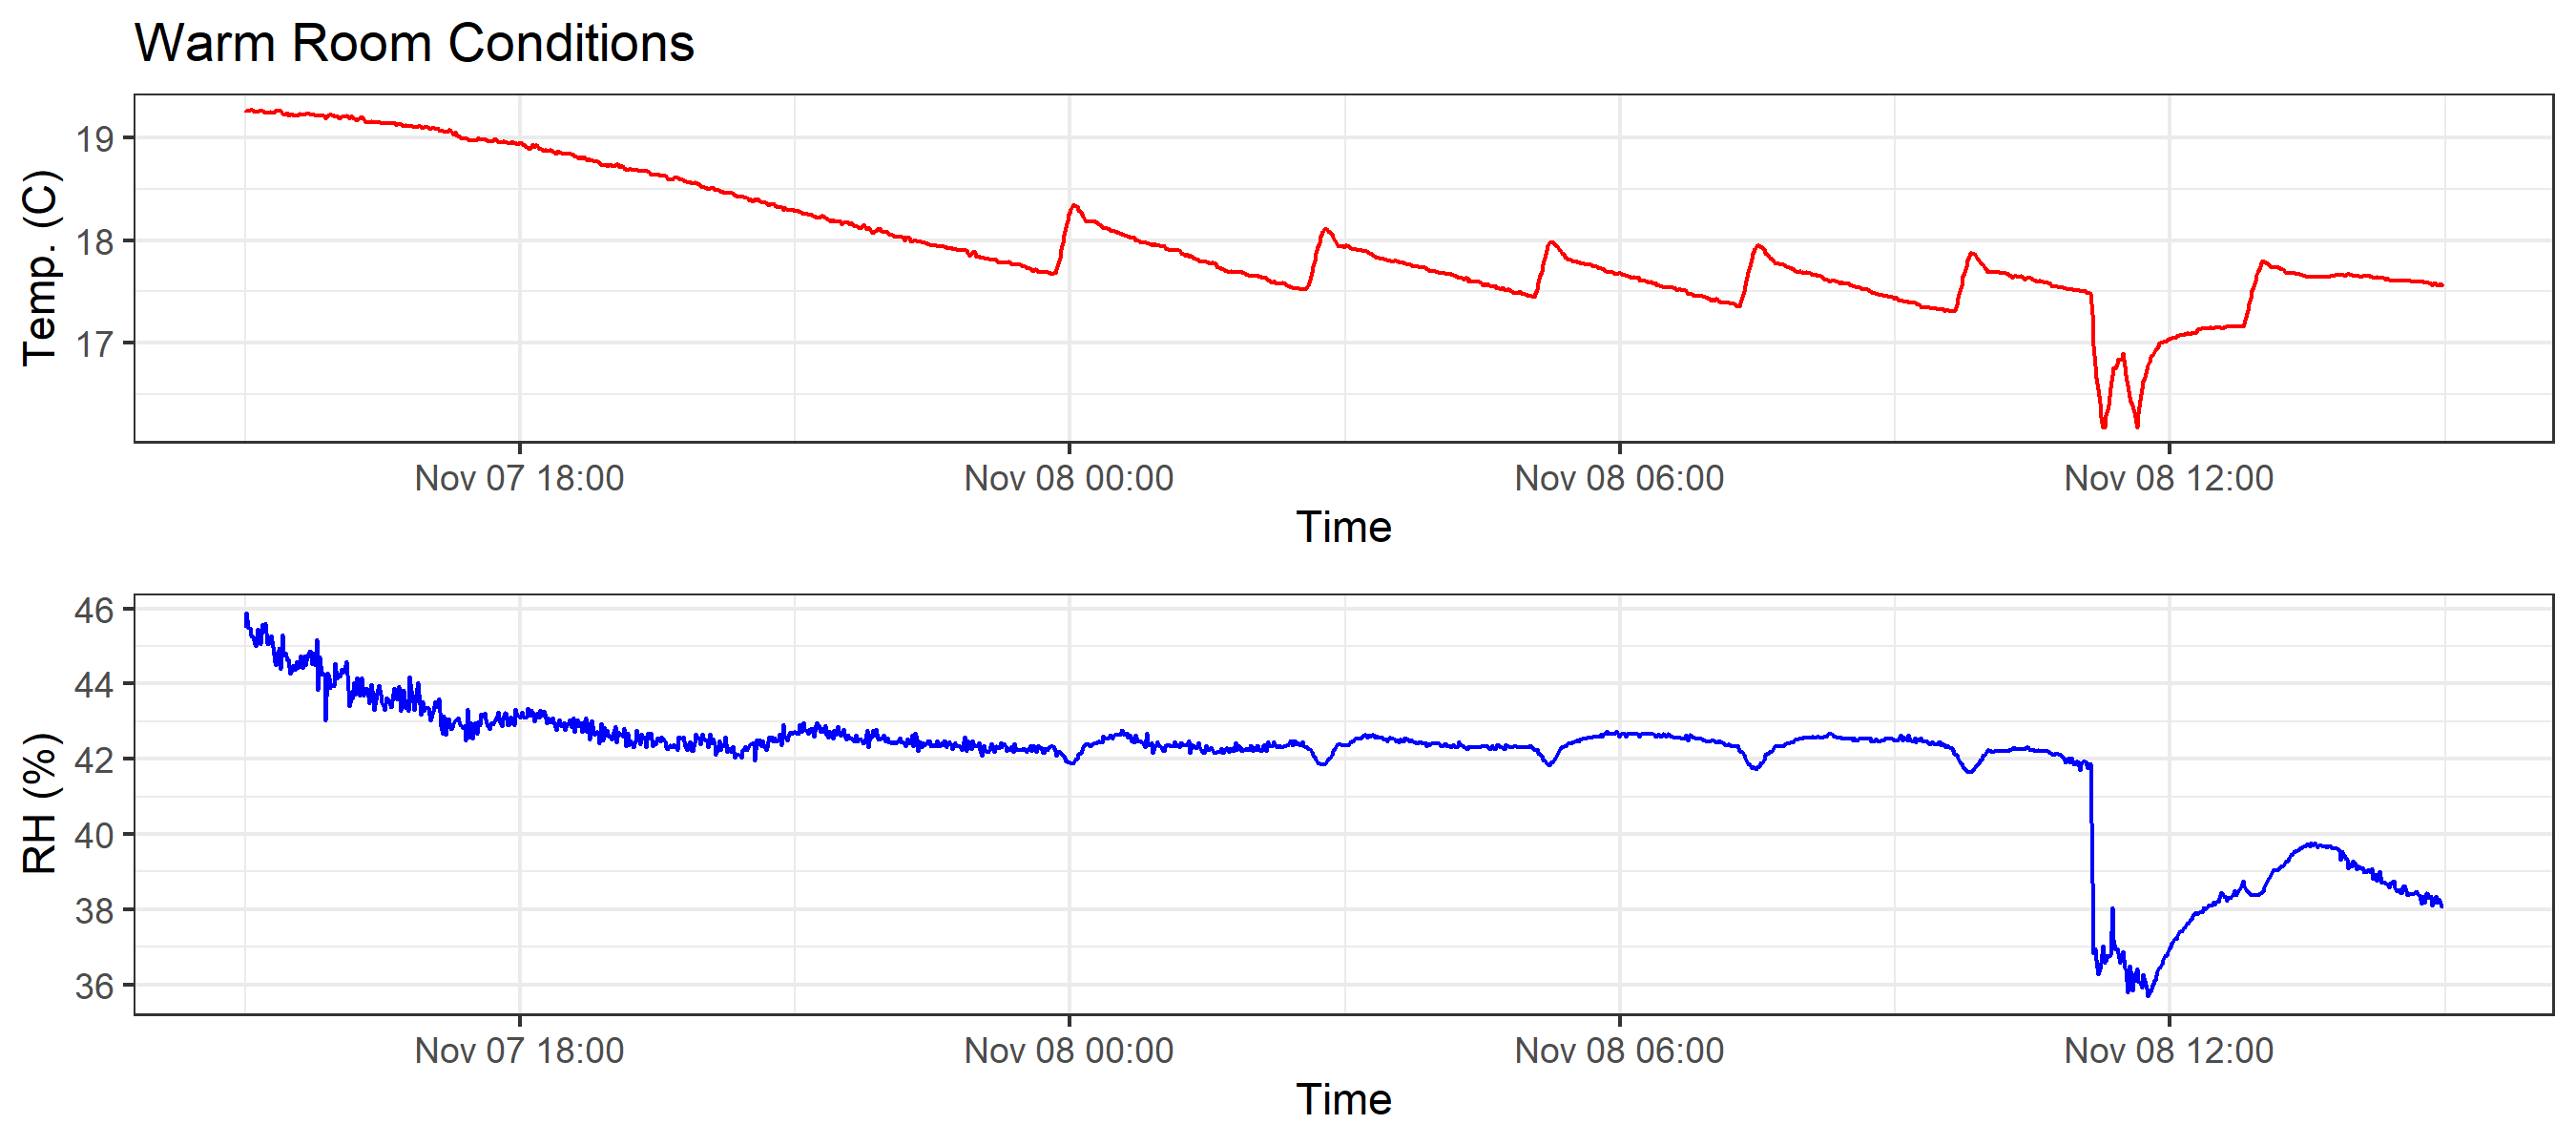 Warm Room Conditions
Temp. (C)
19
18
17
Nov 07 18:00 Nov 08 00:00 Nov 08 06:00 Nov 08 12:00
Time
RH (%)
46
44
42
40
38
36
Nov 07 18:00 Nov 08 00:00 Nov 08 06:00 Nov 08 12:00
Time